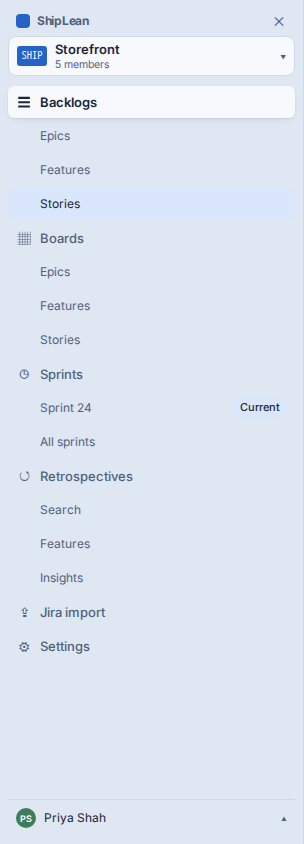 ShipLean
SHIP
Storefront
5 members
Backlogs
Epics
Features
Stories
Boards
Epics
Features
Stories
Sprints
Sprint 24 Current
All sprints
Retrospectives
Search
Features
Insights
Jira import
Settings
PS Priya Shah